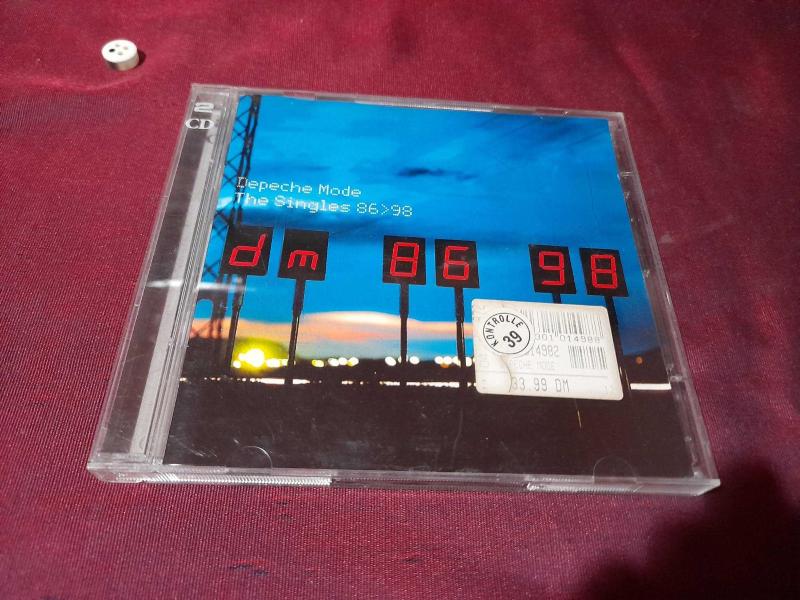 2
CD
Depeche Mode
The Singles 86>98
dm 86 98
KONTROLLE
39
301 014988
14982
CHE MODE
33 99 DM